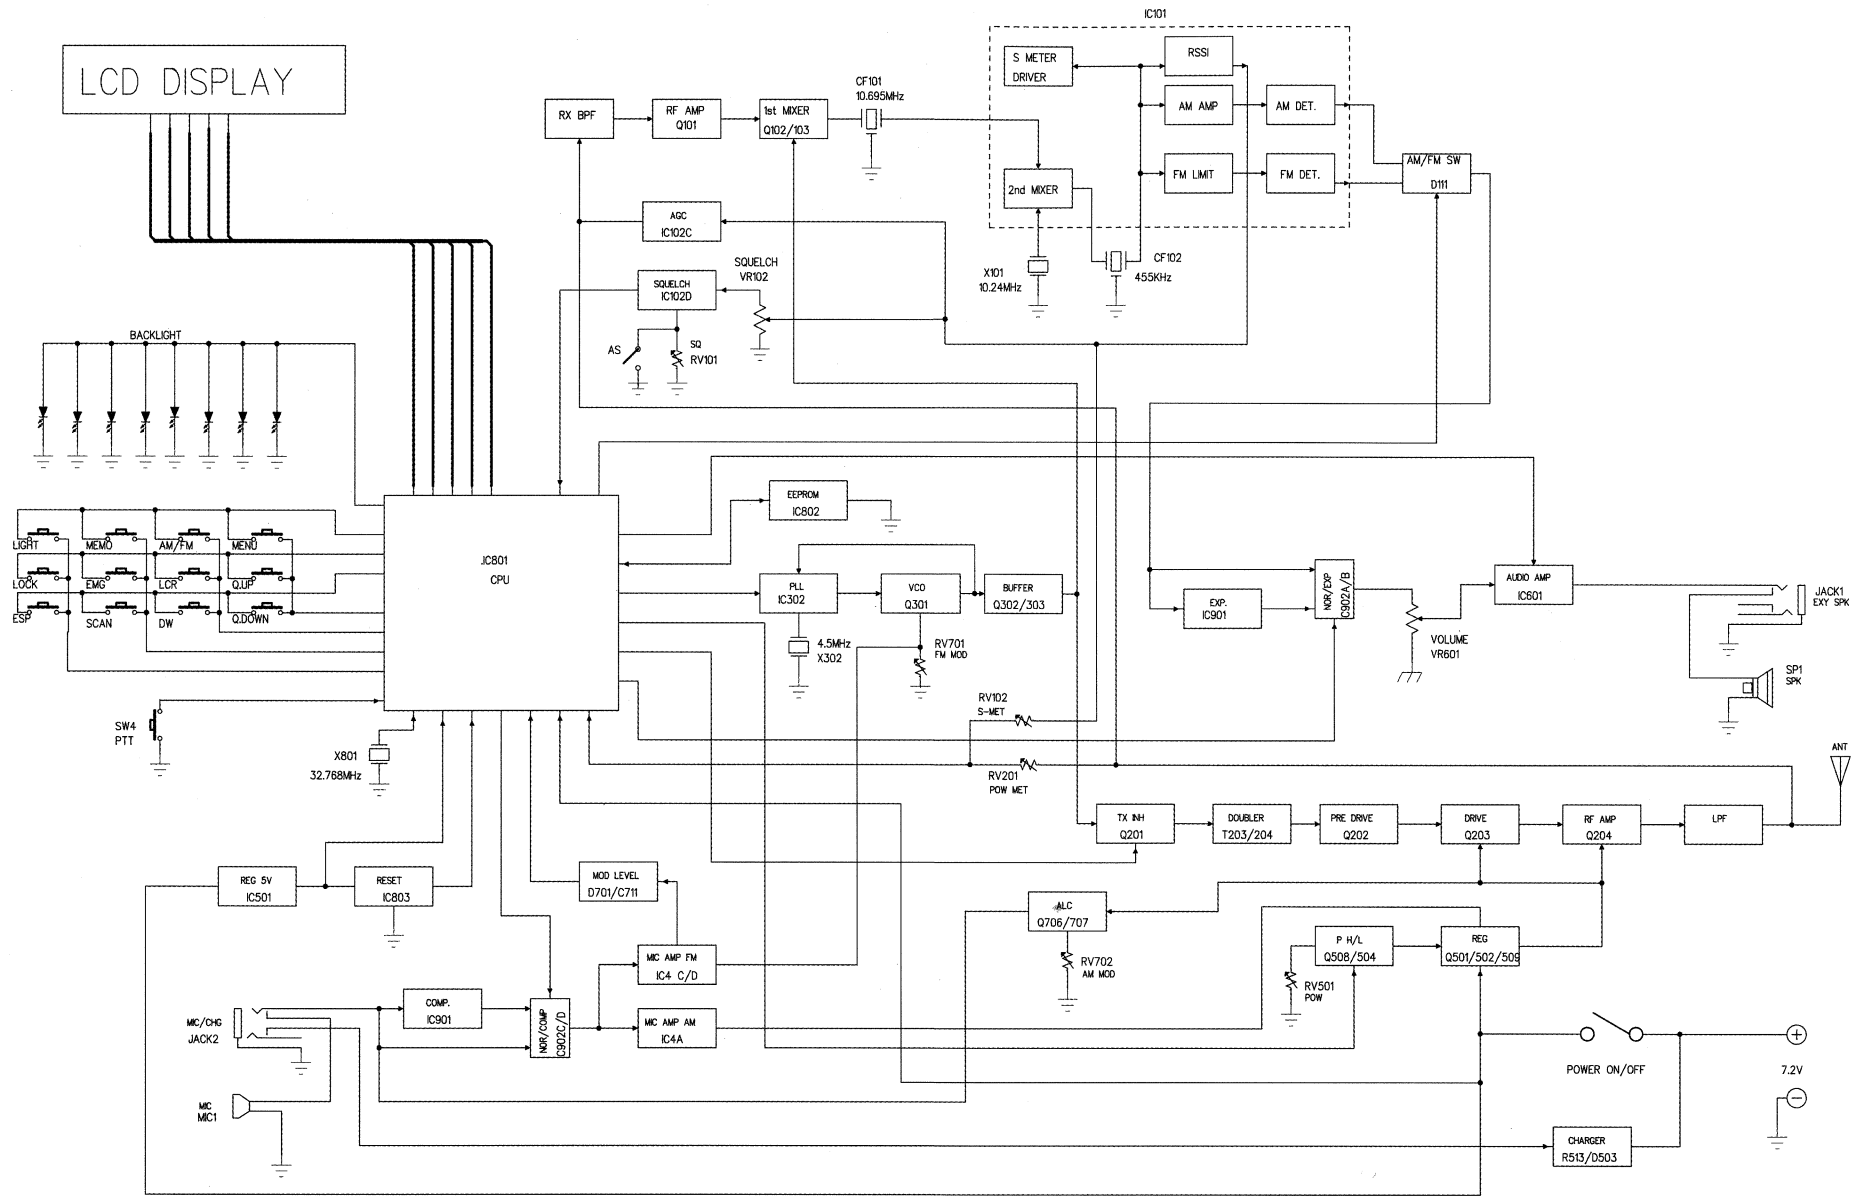 IC101
LCD DISPLAY
S METER
DRIVER
RSSI
CF101
10.695MHz
RX BPF
RF AMP
Q101
1st MIXER
Q102/103
AM AMP
AM DET.
AM/FM SW
D111
2nd MIXER
FM LIMIT
FM DET.
AGC
IC102C
SQUELCH
VR102
X101
10.24MHz
CF102
455KHz
SQUELCH
IC102D
BACKLIGHT
AS
SQ
RV101
EEPROM
IC802
LIGHT
MEMO
AM/FM
MENU
IC801
CPU
LOCK
EMG
LCR
Q.UP
PLL
IC302
VCO
Q301
BUFFER
Q302/303
EXP.
IC901
NOR/EXP
C902A/B
AUDIO AMP
IC601
JACK1
EXY SPK
ESP
SCAN
DW
Q.DOWN
4.5MHz
X302
RV701
FM MOD
VOLUME
VR601
SP1
SPK
RV102
S-MET
SW4
PTT
X801
32.768MHz
RV201
POW MET
ANT
TX INH
Q201
DOUBLER
T203/204
PRE DRIVE
Q202
DRIVE
Q203
RF AMP
Q204
LPF
REG 5V
IC501
RESET
IC803
MOD LEVEL
D701/C711
ALC
Q706/707
P H/L
Q508/504
REG
Q501/502/509
MIC AMP FM
IC4 C/D
RV702
AM MOD
RV501
POW
COMP.
IC901
NOR/COMP
C902C/D
MIC AMP AM
IC4A
MIC/CHG
JACK2
POWER ON/OFF
+
7.2V
−
MIC
MIC1
CHARGER
R513/D503